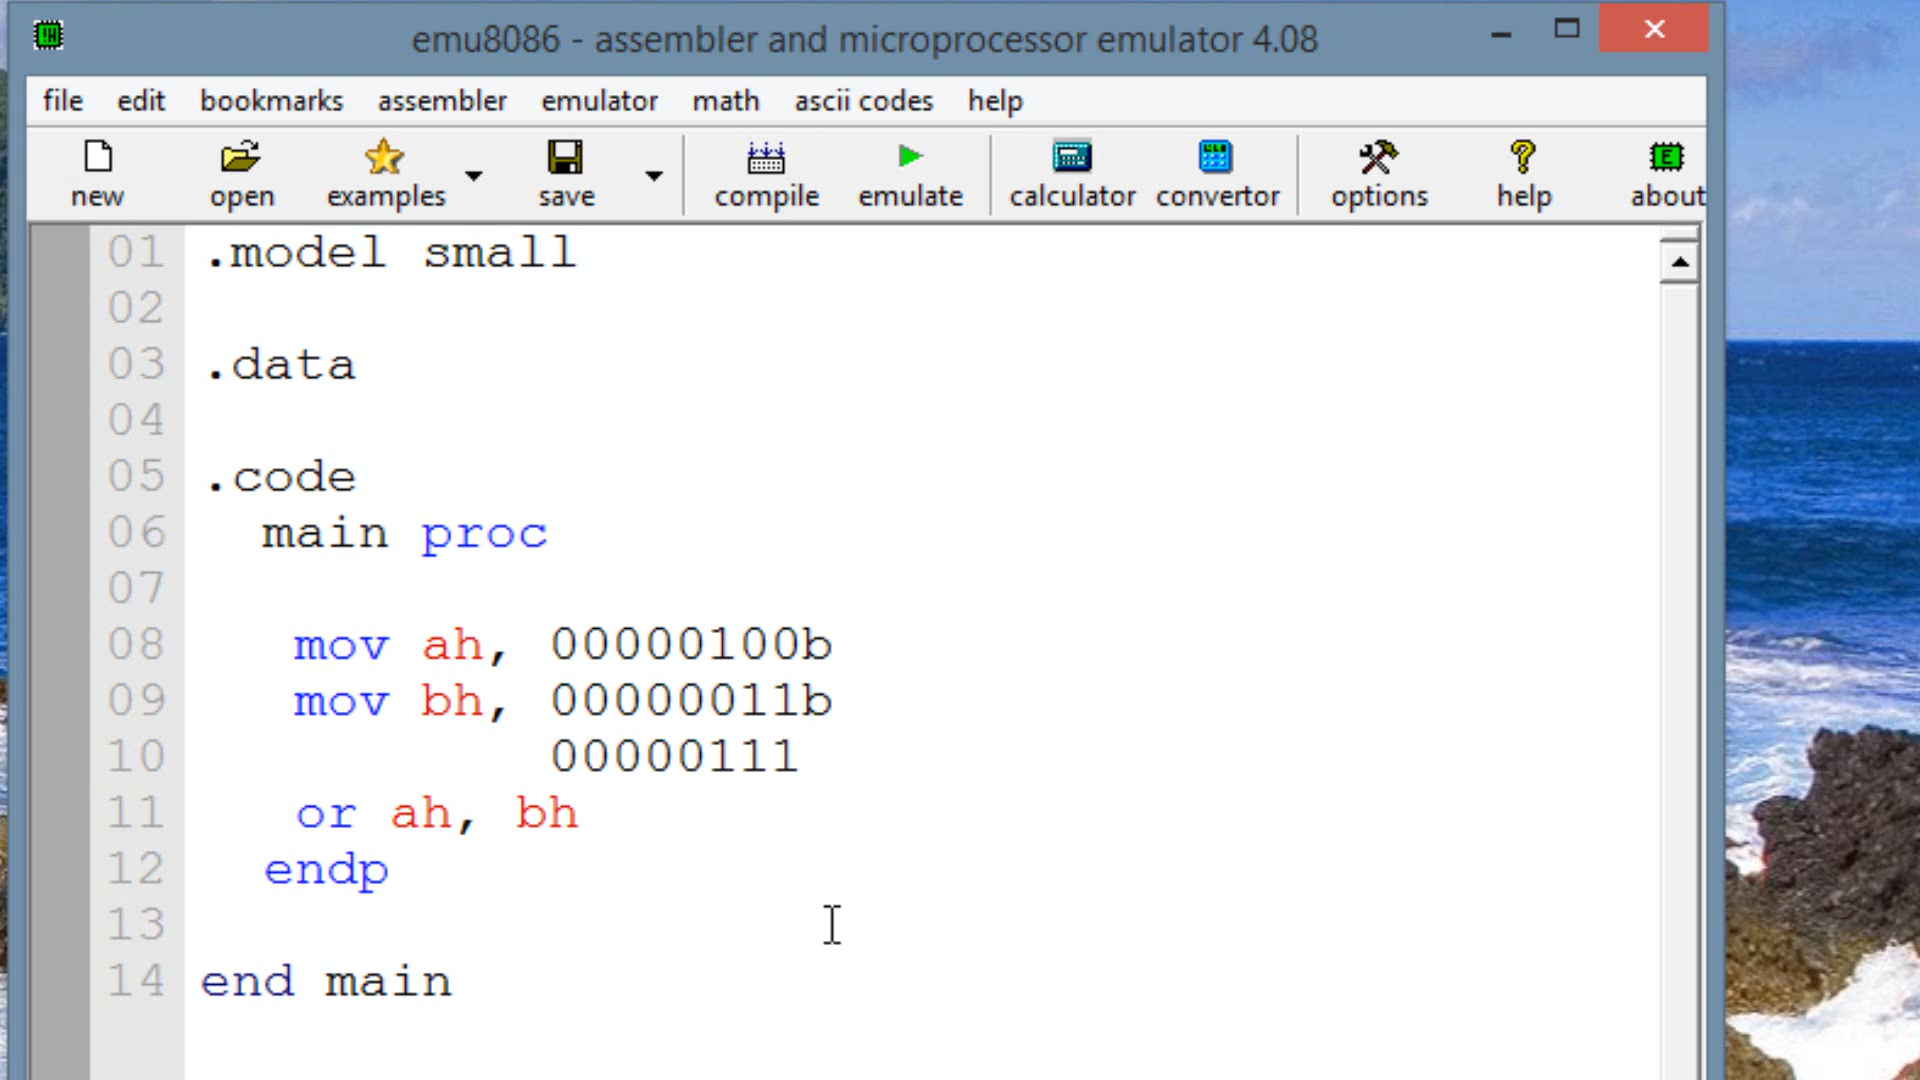 emu8086 - assembler and microprocessor emulator 4.08
file edit bookmarks assembler emulator math ascii codes help
new open examples save compile emulate calculator convertor options help about
01 .model small
02
03 .data
04
05 .code
06 main proc
07
08 mov ah, 00000100b
09 mov bh, 00000011b
10 00000111
11 or ah, bh
12 endp
13
14 end main